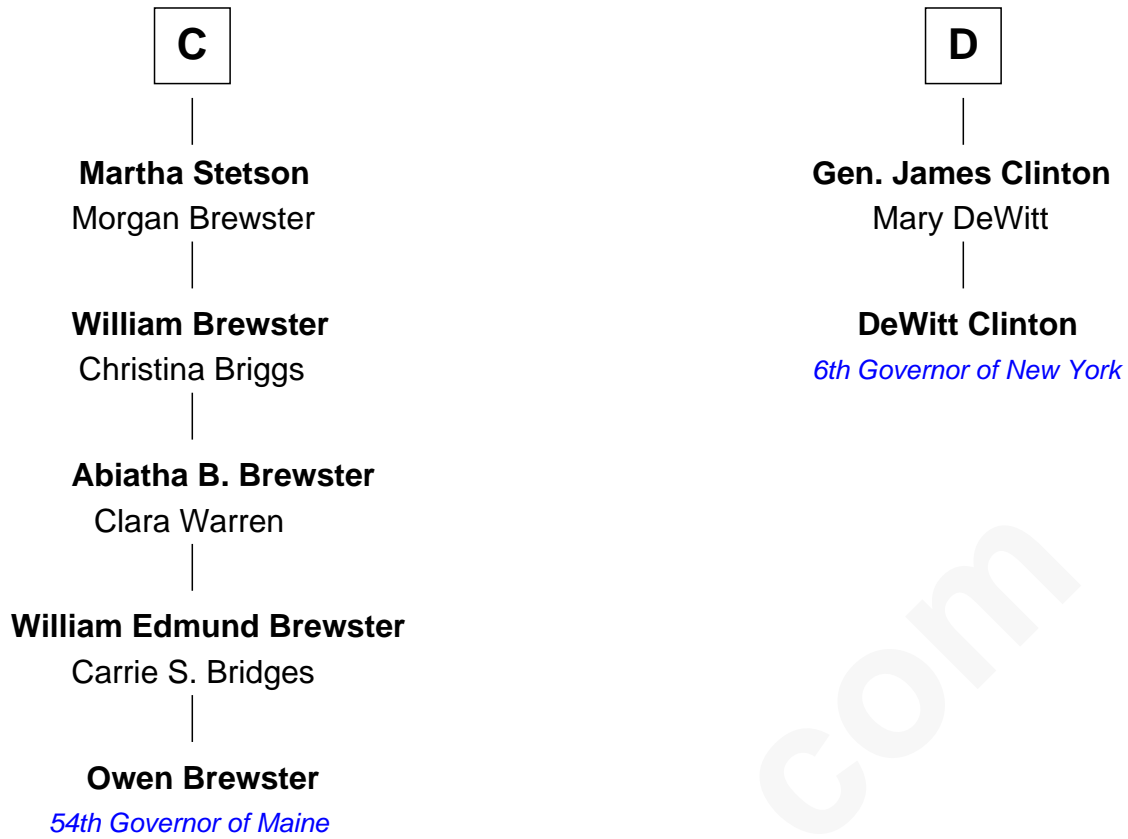 C
Martha Stetson
Morgan Brewster
William Brewster
Christina Briggs
Abiatha B. Brewster
Clara Warren
William Edmund Brewster
Carrie S. Bridges
Owen Brewster
54th Governor of Maine
D
Gen. James Clinton
Mary DeWitt
DeWitt Clinton
6th Governor of New York
com